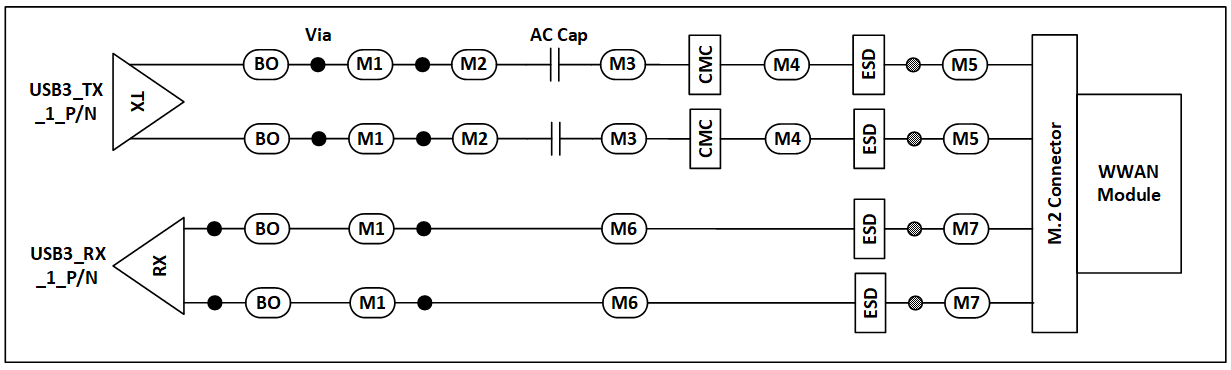 Via
AC Cap
USB3_TX
_1_P/N
TX
BO
M1
M2
M3
CMC
M4
ESD
M5
BO
M1
M2
M3
CMC
M4
ESD
M5
USB3_RX
_1_P/N
RX
BO
M1
M6
ESD
M7
BO
M1
M6
ESD
M7
M.2 Connector
WWAN
Module